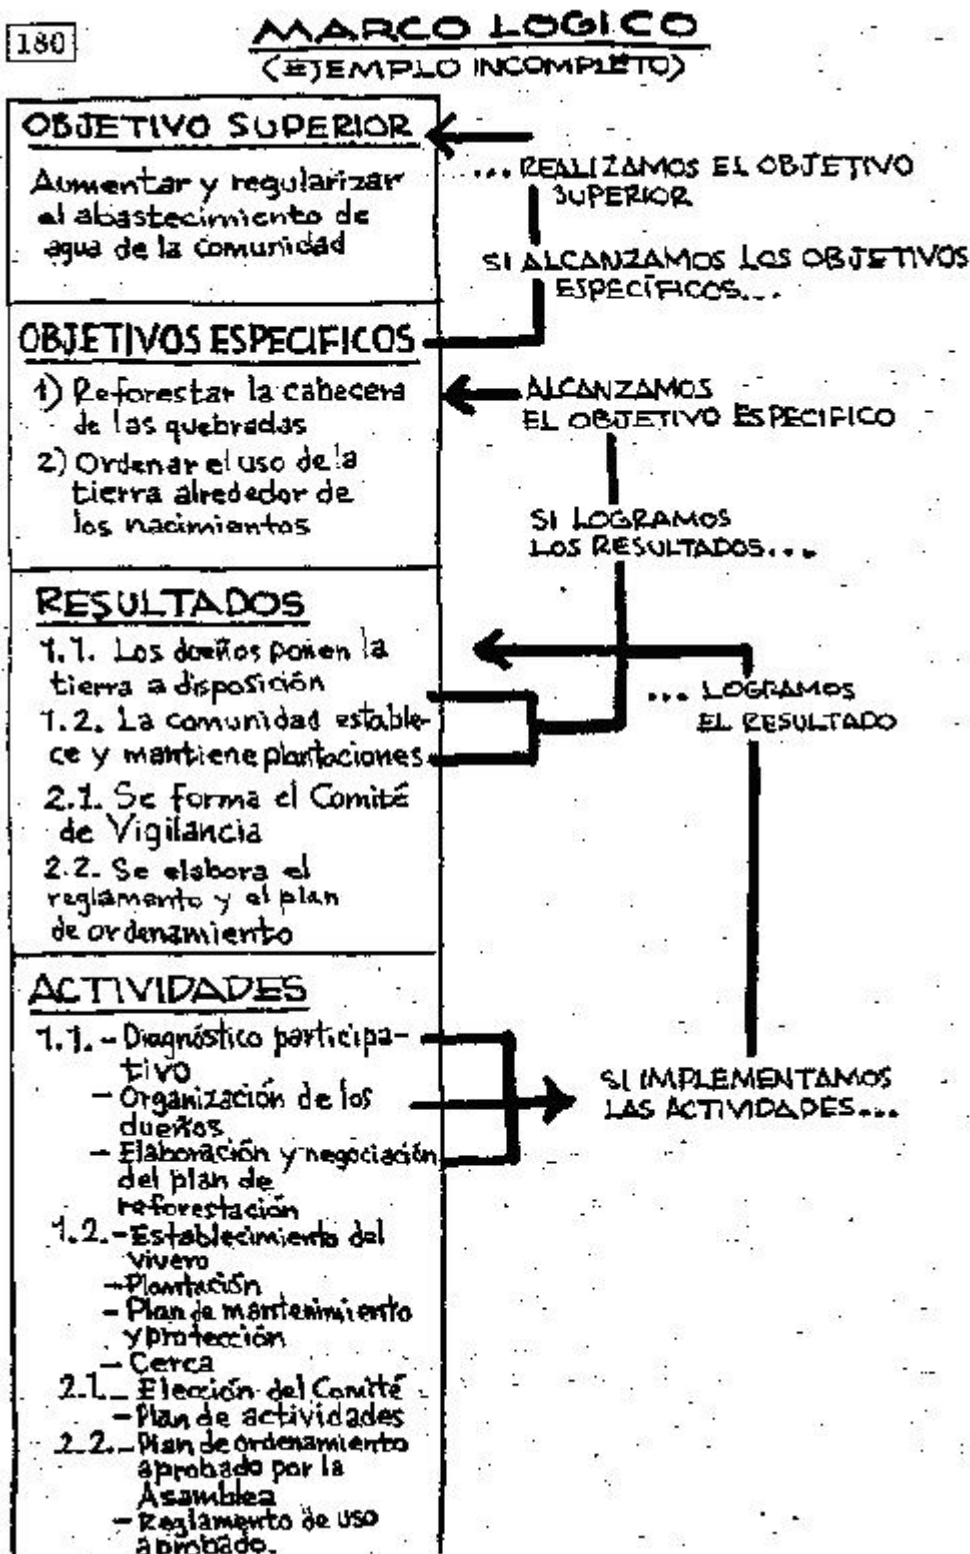 180
MARCO LOGICO
(EJEMPLO INCOMPLETO)
OBJETIVO SUPERIOR
Aumentar y regularizar
el abastecimiento de
agua de la comunidad
... REALIZAMOS EL OBJETIVO
SUPERIOR
SI ALCANZAMOS LOS OBJETIVOS
ESPECÍFICOS...
OBJETIVOS ESPECIFICOS
1) Reforestar la cabecera
de las quebradas
2) Ordenar el uso de la
tierra alrededor de
los nacimientos
ALCANZAMOS
EL OBJETIVO ESPECIFICO
SI LOGRAMOS
LOS RESULTADOS...
RESULTADOS
1.1. Los dueños ponen la
tierra a disposición
1.2. La comunidad estable-
ce y mantiene plantaciones
2.1. Se forma el Comité
de Vigilancia
2.2. Se elabora el
reglamento y el plan
de ordenamiento
... LOGRAMOS
EL RESULTADO
ACTIVIDADES
1.1. - Diagnóstico participa-
tivo
- Organización de los
dueños
- Elaboración y negociación
del plan de
reforestación
1.2. - Establecimiento del
vivero
- Plantación
- Plan de mantenimiento
y protección
- Cerca
2.1. - Elección del Comité
- Plan de actividades
2.2. - Plan de ordenamiento
aprobado por la
Asamblea
- Reglamento de uso
aprobado.
SI IMPLEMENTAMOS
LAS ACTIVIDADES...